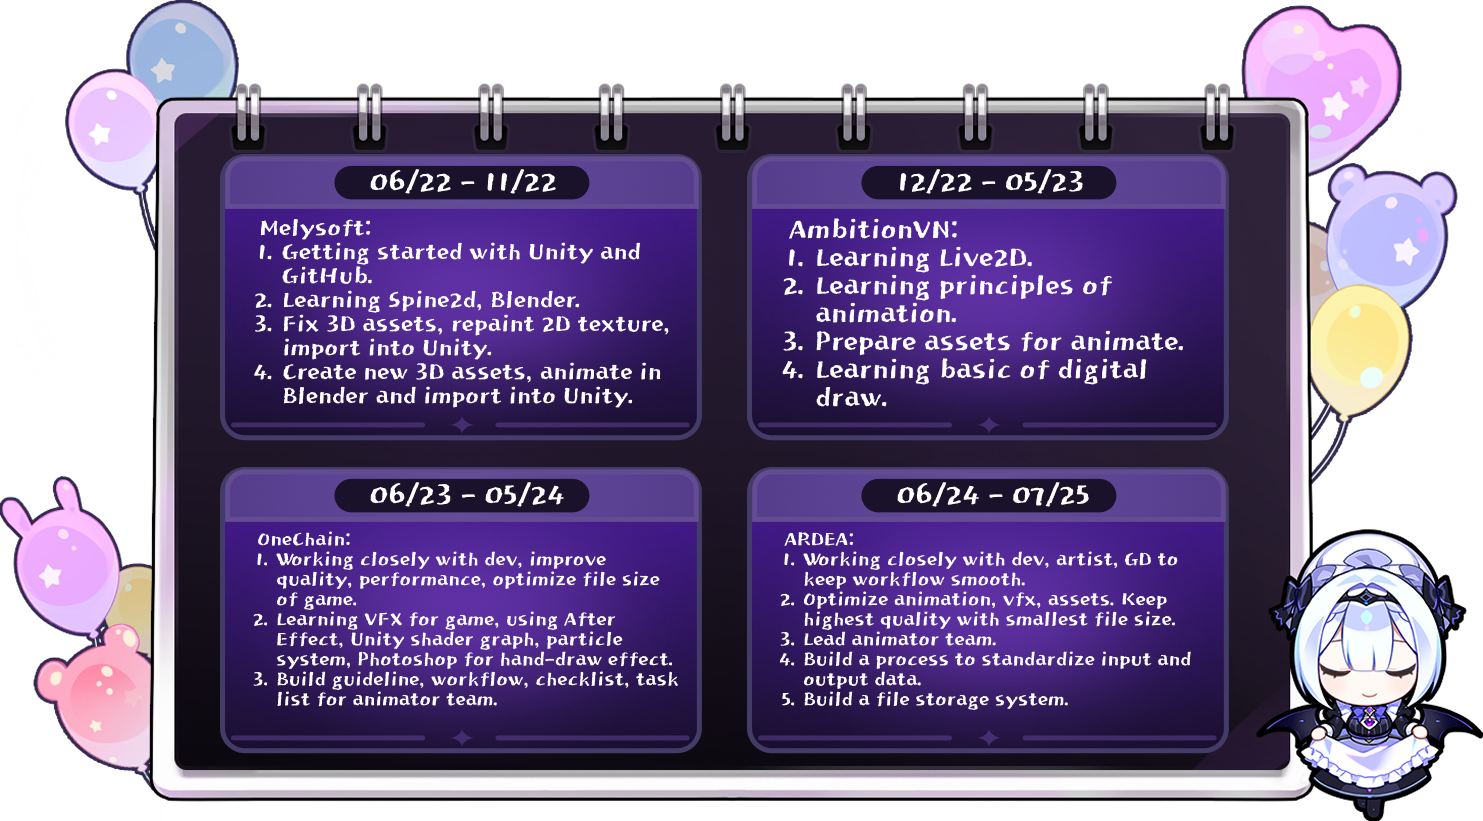 06/22 - 11/22
Melysoft:
1. Getting started with Unity and
GitHub.
2. Learning Spine2d, Blender.
3. Fix 3D assets, repaint 2D texture,
import into Unity.
4. Create new 3D assets, animate in
Blender and import into Unity.
12/22 - 05/23
AmbitionVN:
1. Learning Live2D.
2. Learning principles of
animation.
3. Prepare assets for animate.
4. Learning basic of digital
draw.
06/23 - 05/24
OneChain:
1. Working closely with dev, improve
quality, performance, optimize file size
of game.
2. Learning VFX for game, using After
Effect, Unity shader graph, particle
system, Photoshop for hand-draw effect.
3. Build guideline, workflow, checklist, task
list for animator team.
06/24 - 07/25
ARDEA:
1. Working closely with dev, artist, GD to
keep workflow smooth.
2. Optimize animation, vfx, assets. Keep
highest quality with smallest file size.
3. Lead animator team.
4. Build a process to standardize input and
output data.
5. Build a file storage system.